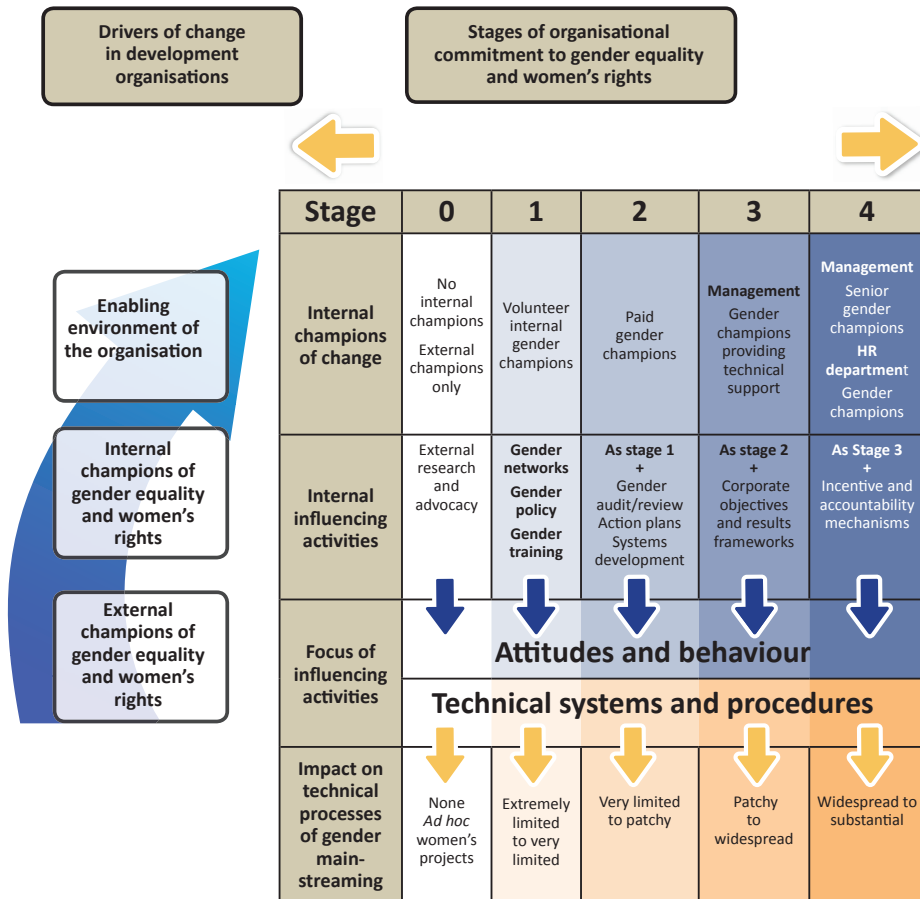 Drivers of change
in development
organisations
Stages of organisational
commitment to gender equality
and women's rights
Enabling
environment of
the organisation
Internal
champions of
gender equality
and women's
rights
External
champions of
gender equality
and women's
rights
Stage
0
1
2
3
4
Internal
champions
of change
No
internal
champions
External
champions
only
Volunteer
internal
gender
champions
Paid
gender
champions
Management
Gender
champions
providing
technical
support
Management
Senior
gender
champions
HR
department
Gender
champions
Internal
influencing
activities
External
research
and
advocacy
Gender
networks
Gender
policy
Gender
training
As stage 1
+
Gender
audit/review
Action plans
Systems
development
As stage 2
+
Corporate
objectives
and results
frameworks
As Stage 3
+
Incentive and
accountability
mechanisms
Focus of
influencing
activities
Attitudes and behaviour
Technical systems and procedures
Impact on
technical
processes
of gender
main-
streaming
None
Ad hoc
women's
projects
Extremely
limited
to very
limited
Very limited
to patchy
Patchy
to
widespread
Widespread to
substantial